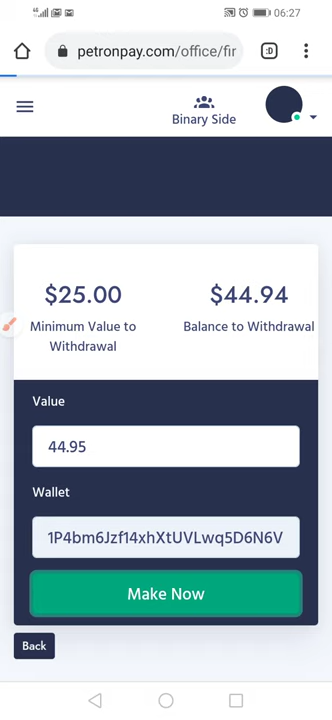 4G 06:27
petronpay.com/office/fir :D
Binary Side
$25.00 $44.94
Minimum Value to Withdrawal Balance to Withdrawal
Value
44.95
Wallet
1P4bm6Jzf14xhXtUVLwq5D6N6V
Make Now
Back